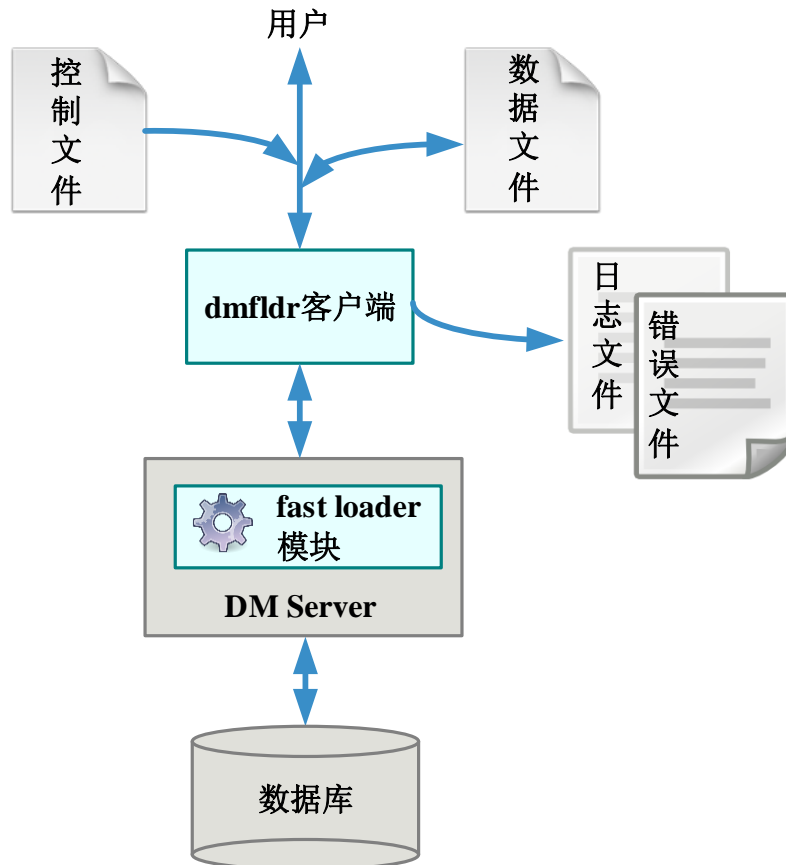 用户
控制文件
数据文件
dmfldr客户端
日志文件
错误文件
fast loader
模块
DM Server
数据库